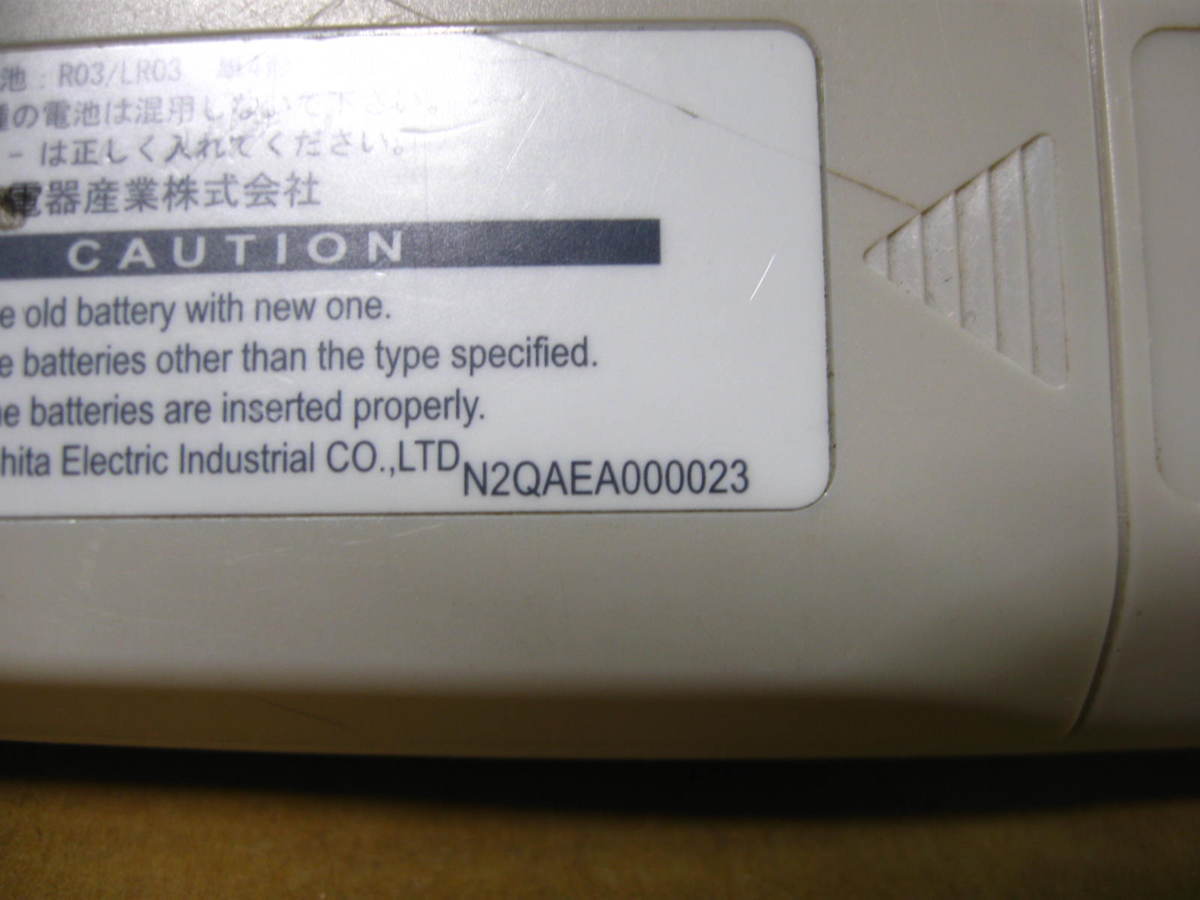 池：R03/LR03 単4形
種の電池は混用しないで下さい。
－は正しく入れてください。
電器産業株式会社
CAUTION
e old battery with new one.
e batteries other than the type specified.
he batteries are inserted properly.
hita Electric Industrial CO.,LTD
N2QAEA000023